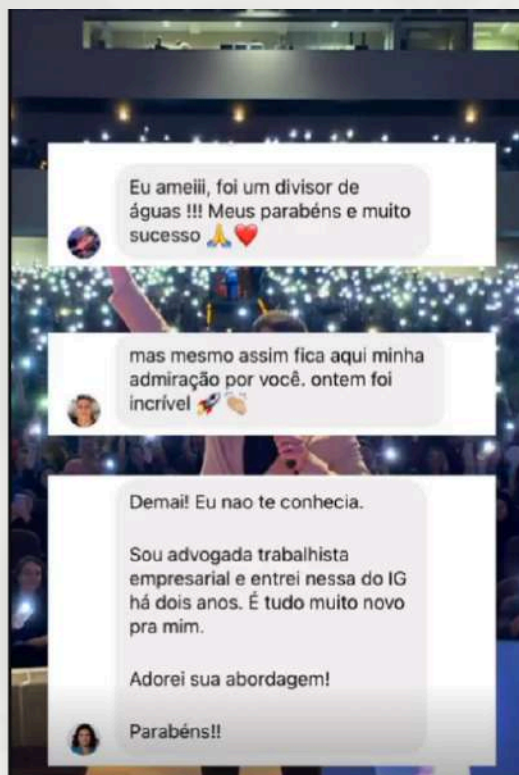 Eu ameiii, foi um divisor de
águas !!! Meus parabéns e muito
sucesso 🙏❤️
mas mesmo assim fica aqui minha
admiração por você. ontem foi
incrível 🚀👏🏼
Demai! Eu nao te conhecia.
Sou advogada trabalhista
empresarial e entrei nessa do IG
há dois anos. É tudo muito novo
pra mim.
Adorei sua abordagem!
Parabéns!!